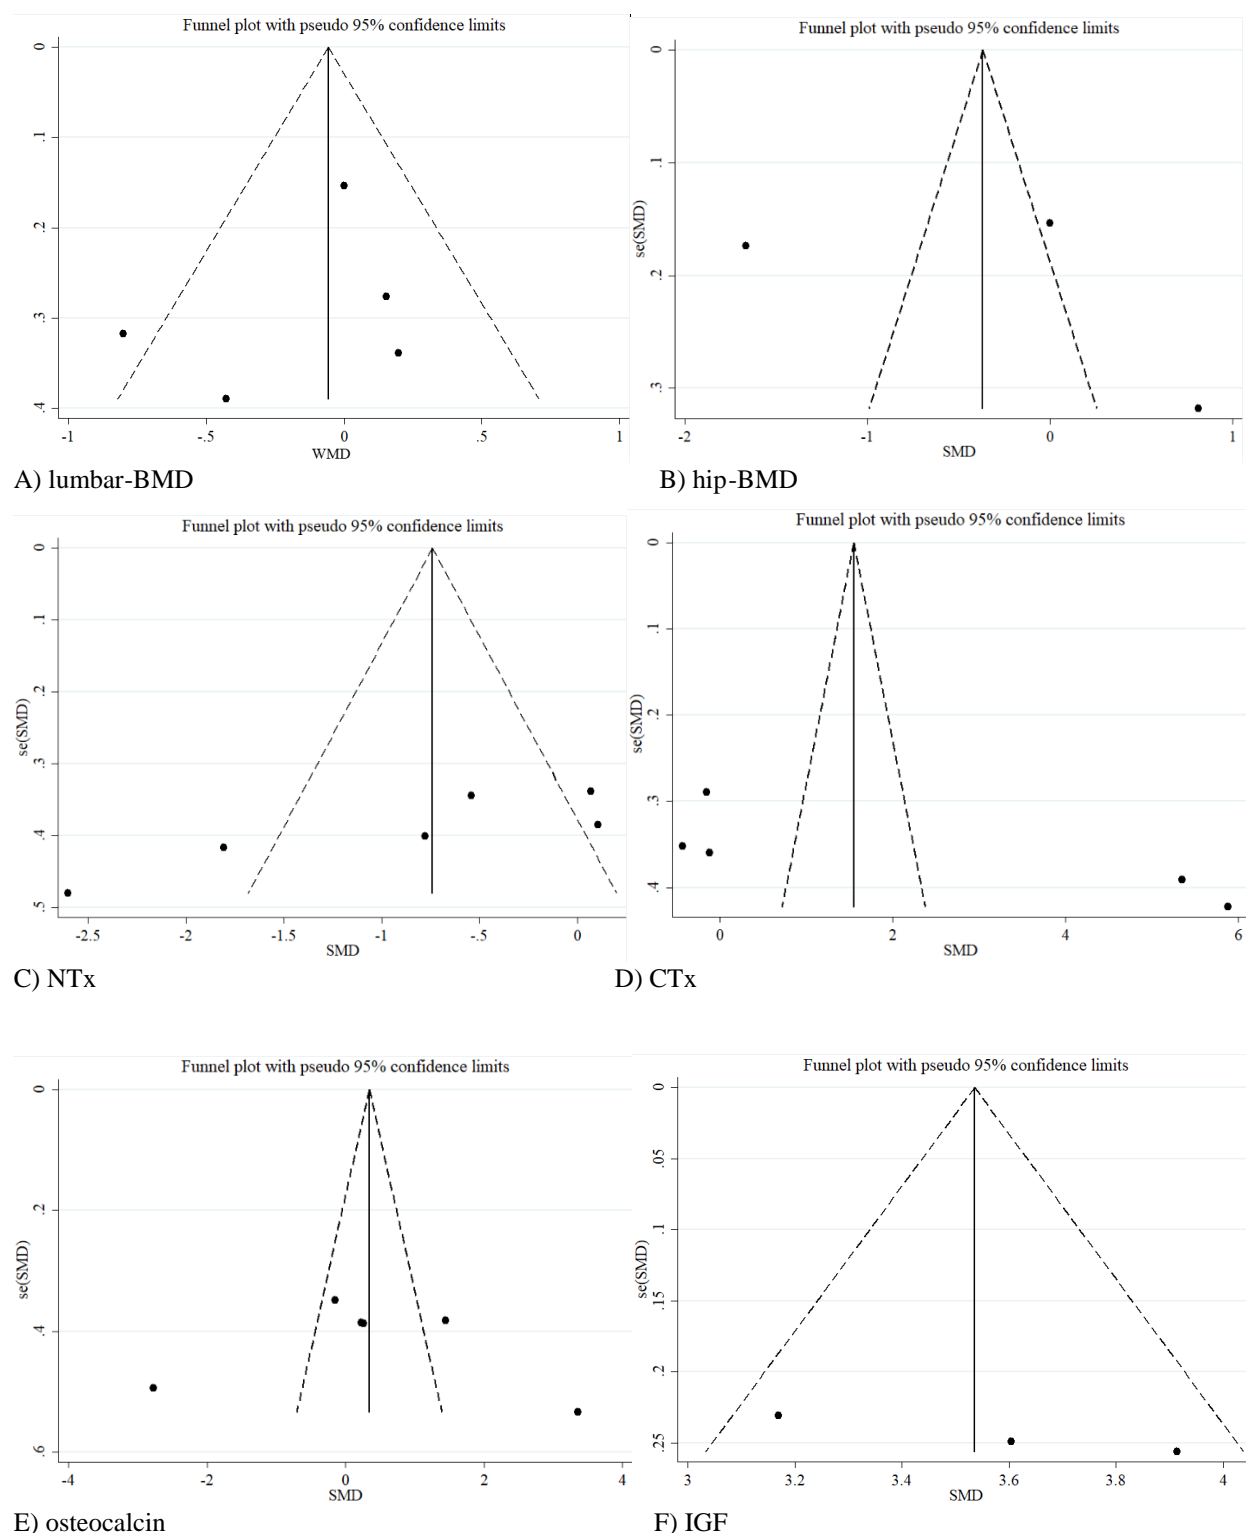 Funnel plot with pseudo 95% confidence limits
0
.1
.2
.3
.4
-1
-.5
0
.5
1
WMD
A) lumbar-BMD
Funnel plot with pseudo 95% confidence limits
se(SMD)
0
.1
.2
.3
-2
-1
0
1
SMD
B) hip-BMD
Funnel plot with pseudo 95% confidence limits
se(SMD)
0
.1
.2
.3
.4
.5
-2.5
-2
-1.5
-1
-.5
0
SMD
C) NTx
Funnel plot with pseudo 95% confidence limits
se(SMD)
0
.1
.2
.3
.4
0
2
4
6
SMD
D) CTx
Funnel plot with pseudo 95% confidence limits
se(SMD)
0
.2
.4
.6
-4
-2
0
2
4
SMD
E) osteocalcin
Funnel plot with pseudo 95% confidence limits
se(SMD)
0
.05
.1
.15
.2
.25
3
3.2
3.4
3.6
3.8
4
SMD
F) IGF